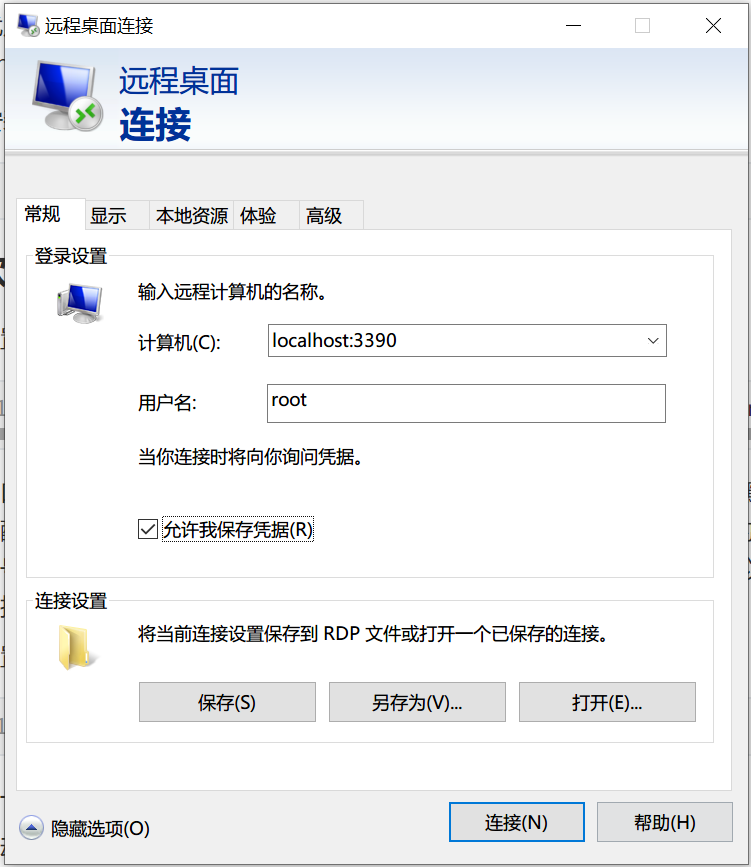 远程桌面连接
远程桌面
连接
常规 显示 本地资源 体验 高级
登录设置
输入远程计算机的名称。
计算机(C): localhost:3390
用户名: root
当你连接时将向你询问凭据。
允许我保存凭据(R)
连接设置
将当前连接设置保存到 RDP 文件或打开一个已保存的连接。
保存(S) 另存为(V)... 打开(E)...
隐藏选项(O) 连接(N) 帮助(H)